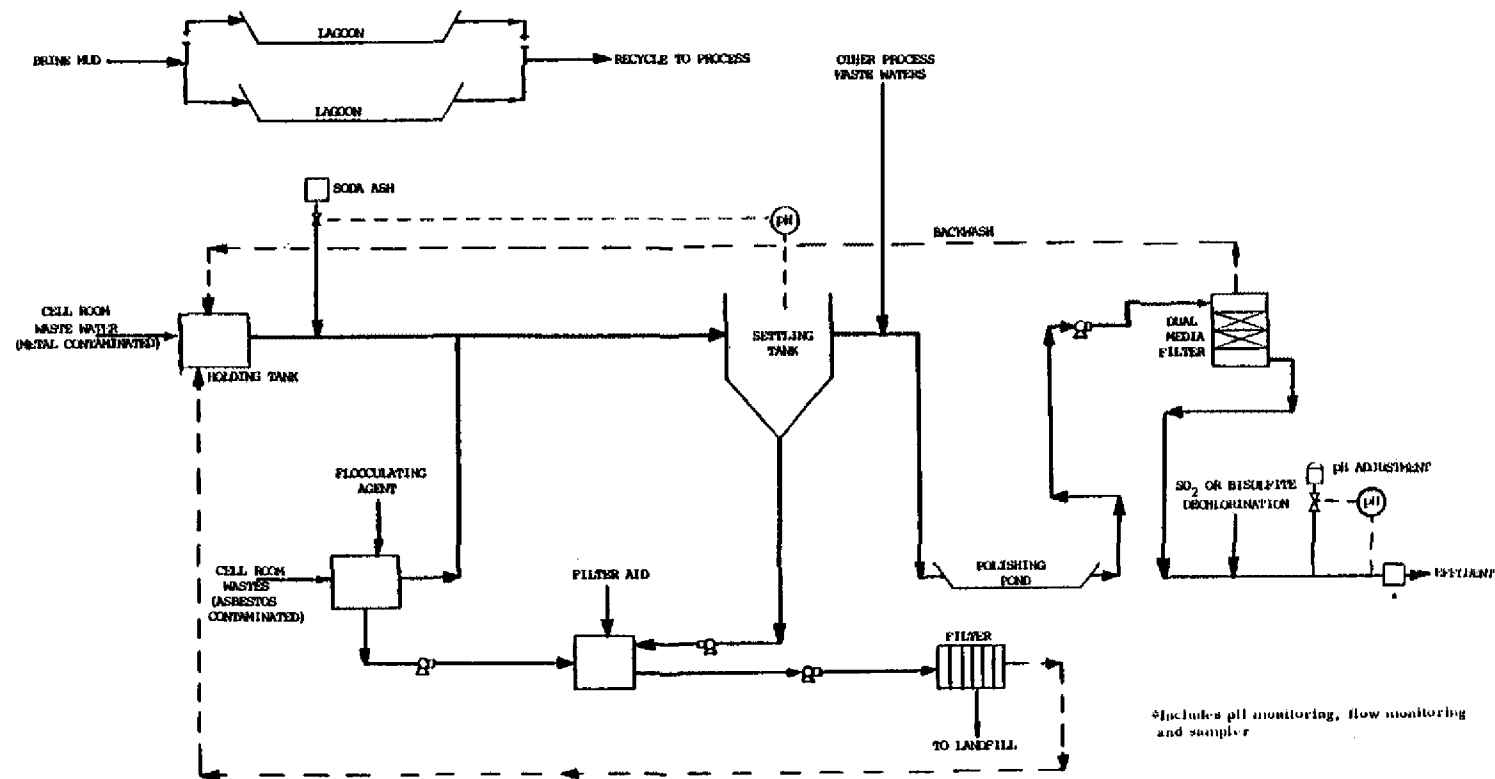 LAGOON
BRINE MUD
RECYCLE TO PROCESS
LAGOON
OTHER PROCESS
WASTE WATERS
SODA ASH
pH
BACKWASH
CELL ROOM
WASTE WATER
(METAL CONTAMINATED)
HOLDING TANK
SETTLING
TANK
DUAL
MEDIA
FILTER
FLOCCULATING
AGENT
pH ADJUSTMENT
SO2 OR BISULFITE
DECHLORINATION
pH
CELL ROOM
WASTES
(ASBESTOS
CONTAMINATED)
FILTER AID
POLISHING
POND
EFFLUENT
*
FILTER
TO LANDFILL
*Includes pH monitoring, flow monitoring
and sampler